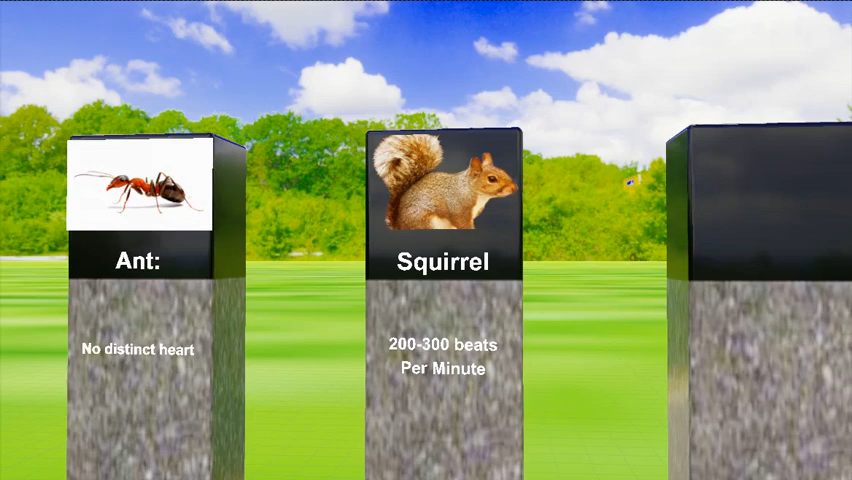 Ant:
No distinct heart
Squirrel
200-300 beats
Per Minute